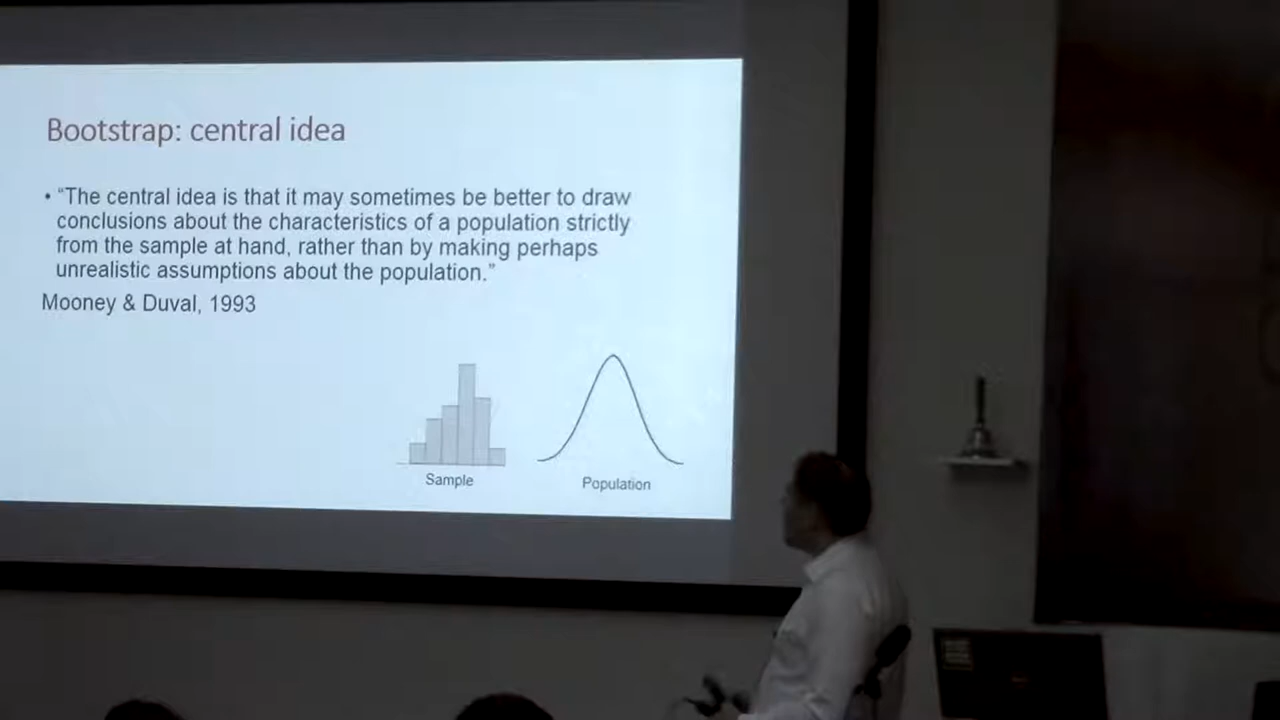 Bootstrap: central idea
• “The central idea is that it may sometimes be better to draw
conclusions about the characteristics of a population strictly
from the sample at hand, rather than by making perhaps
unrealistic assumptions about the population.”
Mooney & Duval, 1993
Sample
Population